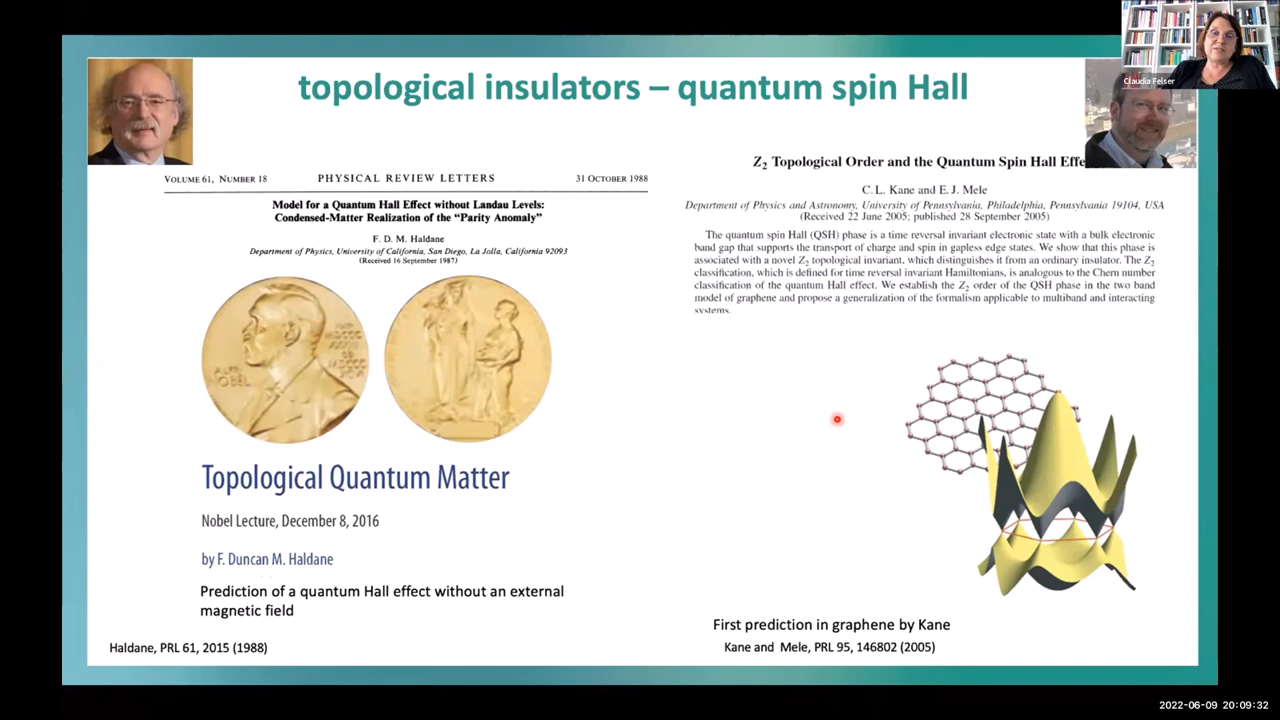 Claudia Felser
topological insulators – quantum spin Hall
VOLUME 61, NUMBER 18 PHYSICAL REVIEW LETTERS 31 OCTOBER 1988
Model for a Quantum Hall Effect without Landau Levels:
Condensed-Matter Realization of the "Parity Anomaly"
F. D. M. Haldane
Department of Physics, University of California, San Diego, La Jolla, California 92093
(Received 16 September 1987)
Topological Quantum Matter
Nobel Lecture, December 8, 2016
by F. Duncan M. Haldane
Prediction of a quantum Hall effect without an external
magnetic field
Haldane, PRL 61, 2015 (1988)
Z2 Topological Order and the Quantum Spin Hall Effe
C. L. Kane and E. J. Mele
Department of Physics and Astronomy, University of Pennsylvania, Philadelphia, Pennsylvania 19104, USA
(Received 22 June 2005; published 28 September 2005)
The quantum spin Hall (QSH) phase is a time reversal invariant electronic state with a bulk electronic
band gap that supports the transport of charge and spin in gapless edge states. We show that this phase is
associated with a novel Z2 topological invariant, which distinguishes it from an ordinary insulator. The Z2
classification, which is defined for time reversal invariant Hamiltonians, is analogous to the Chern number
classification of the quantum Hall effect. We establish the Z2 order of the QSH phase in the two band
model of graphene and propose a generalization of the formalism applicable to multiband and interacting
systems.
First prediction in graphene by Kane
Kane and Mele, PRL 95, 146802 (2005)
2022-06-09 20:09:32